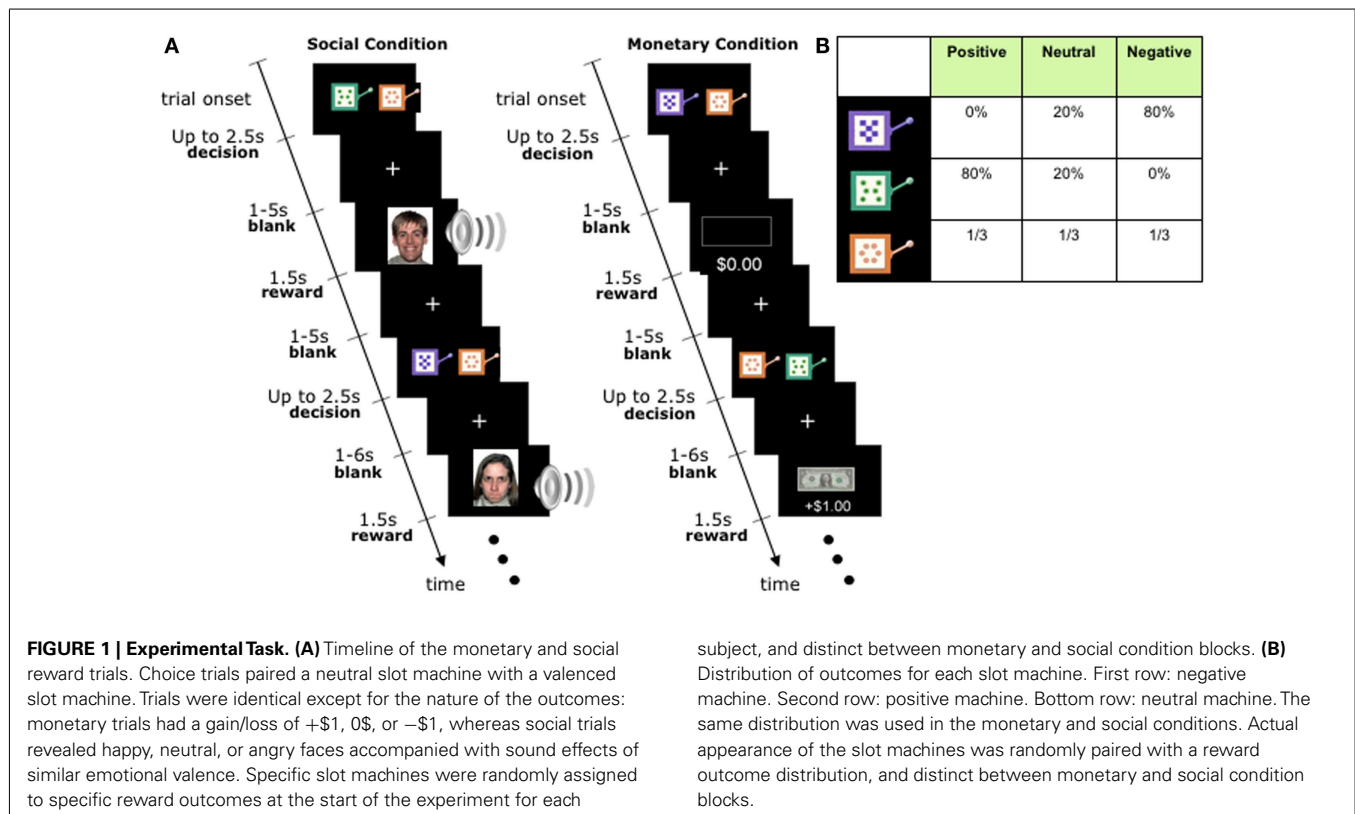 A
Social Condition
trial onset
Up to 2.5s
decision
1-5s
blank
1.5s
reward
1-5s
blank
Up to 2.5s
decision
1-6s
blank
1.5s
reward
time
Monetary Condition
trial onset
Up to 2.5s
decision
1-5s
blank
$0.00
1.5s
reward
1-5s
blank
Up to 2.5s
decision
1-6s
blank
+$1.00
1.5s
reward
time
B
Positive Neutral Negative
0% 20% 80%
80% 20% 0%
1/3 1/3 1/3
FIGURE 1 | Experimental Task. (A) Timeline of the monetary and social
reward trials. Choice trials paired a neutral slot machine with a valenced
slot machine. Trials were identical except for the nature of the outcomes:
monetary trials had a gain/loss of +$1, 0$, or −$1, whereas social trials
revealed happy, neutral, or angry faces accompanied with sound effects of
similar emotional valence. Specific slot machines were randomly assigned
to specific reward outcomes at the start of the experiment for each
subject, and distinct between monetary and social condition blocks. (B)
Distribution of outcomes for each slot machine. First row: negative
machine. Second row: positive machine. Bottom row: neutral machine. The
same distribution was used in the monetary and social conditions. Actual
appearance of the slot machines was randomly paired with a reward
outcome distribution, and distinct between monetary and social condition
blocks.